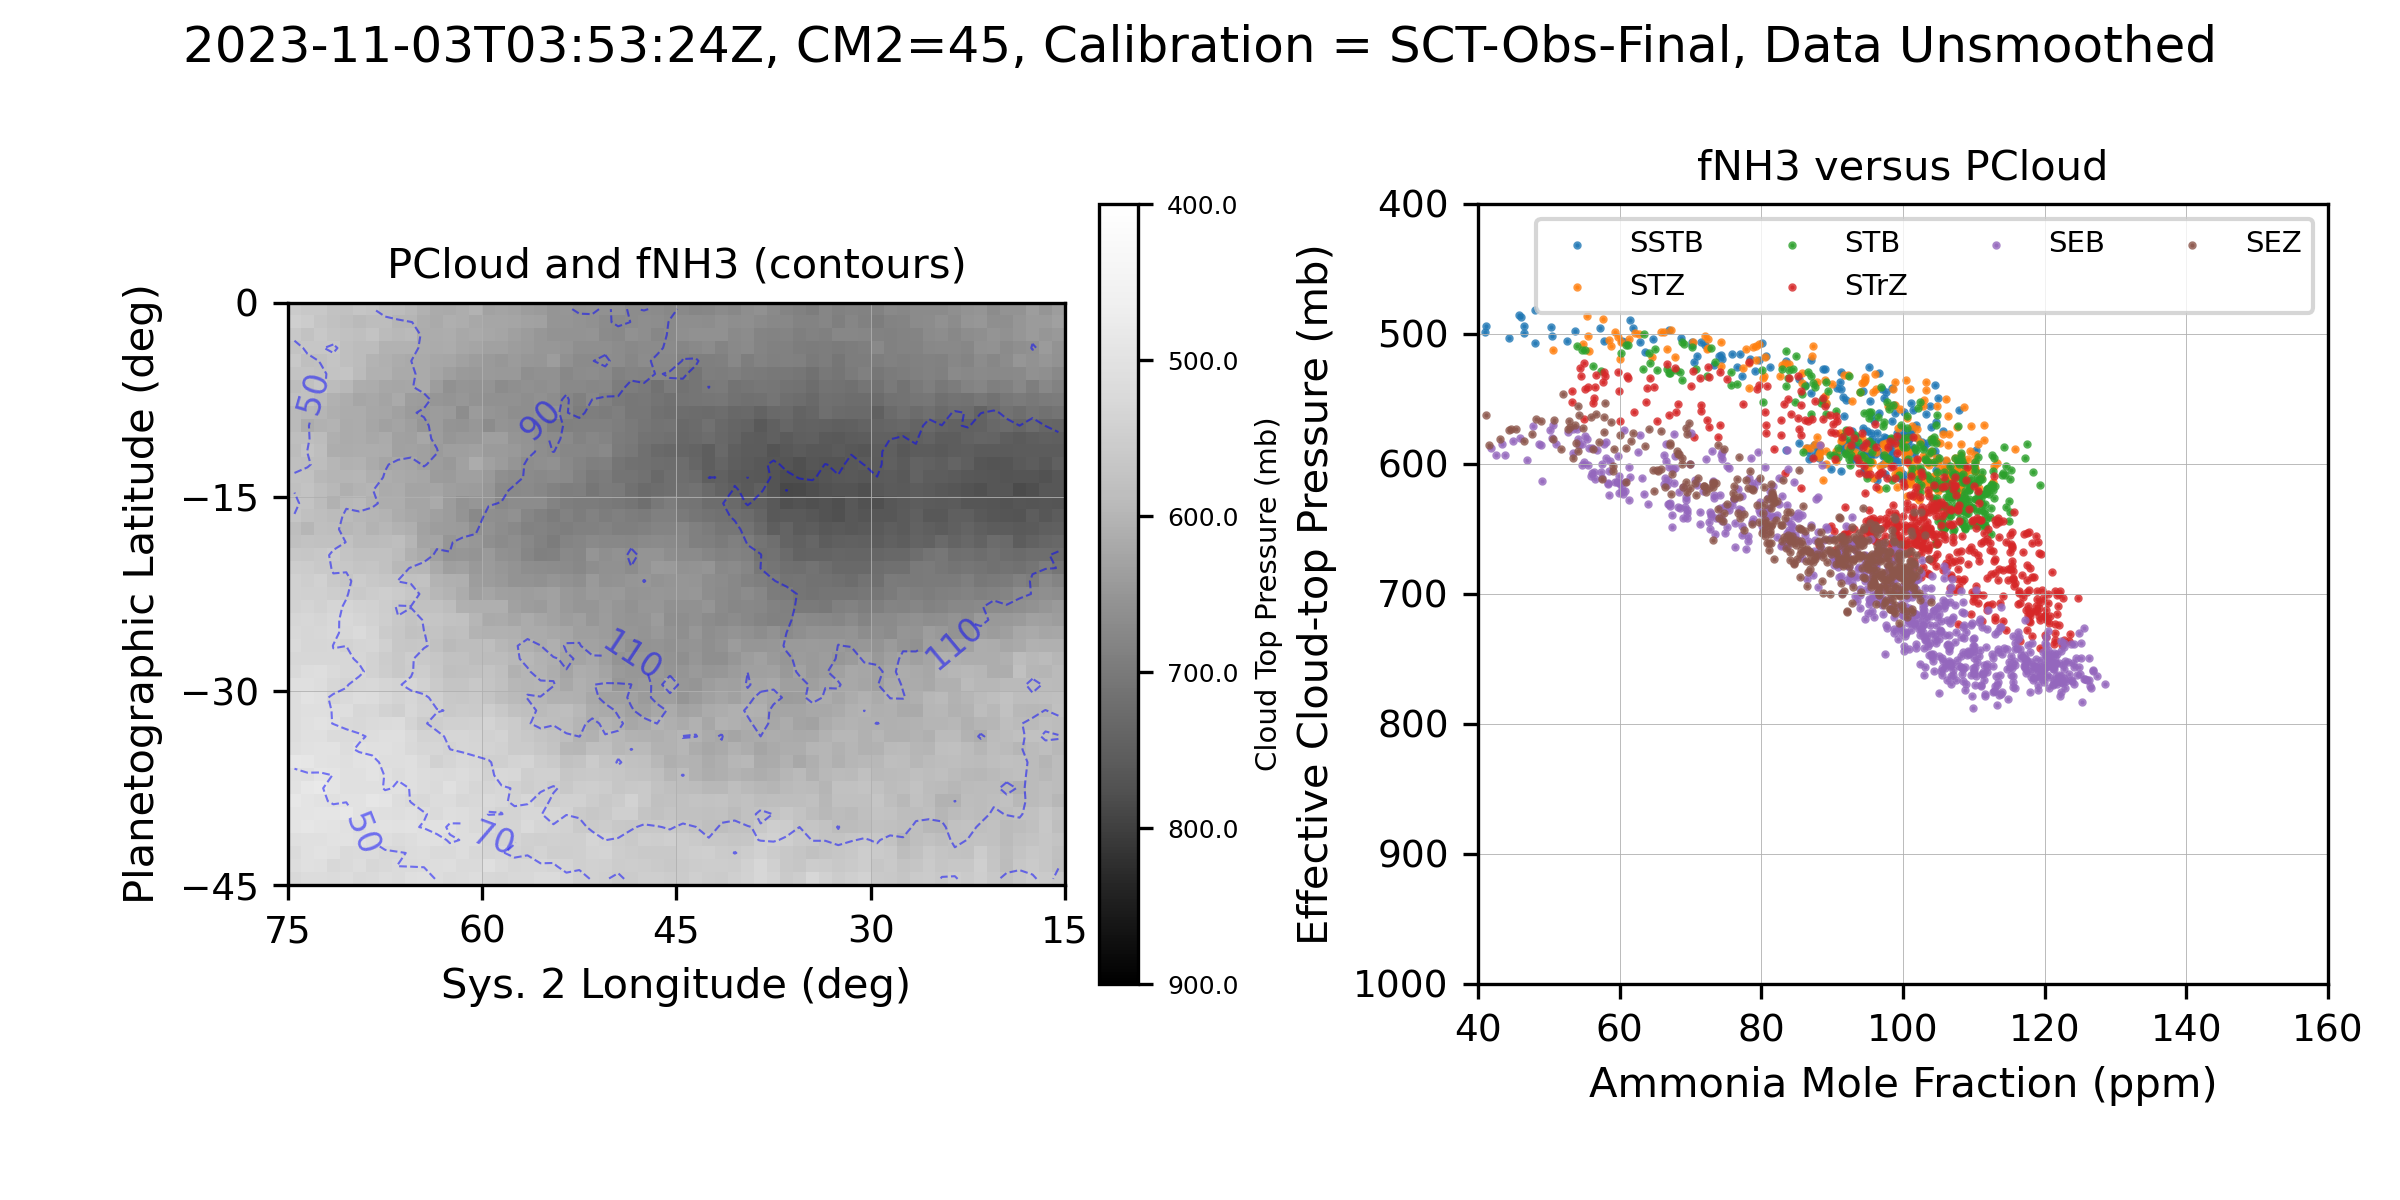 2023-11-03T03:53:24Z, CM2=45, Calibration = SCT-Obs-Final, Data Unsmoothed
PCloud and fNH3 (contours)
Planetographic Latitude (deg)
0
−15
−30
−45
75
60
45
30
15
Sys. 2 Longitude (deg)
50
90
110
110
50
70
400.0
500.0
600.0
700.0
800.0
900.0
Cloud Top Pressure (mb)
fNH3 versus PCloud
Effective Cloud-top Pressure (mb)
400
500
600
700
800
900
1000
SSTB
STZ
STB
STrZ
SEB
SEZ
40
60
80
100
120
140
160
Ammonia Mole Fraction (ppm)